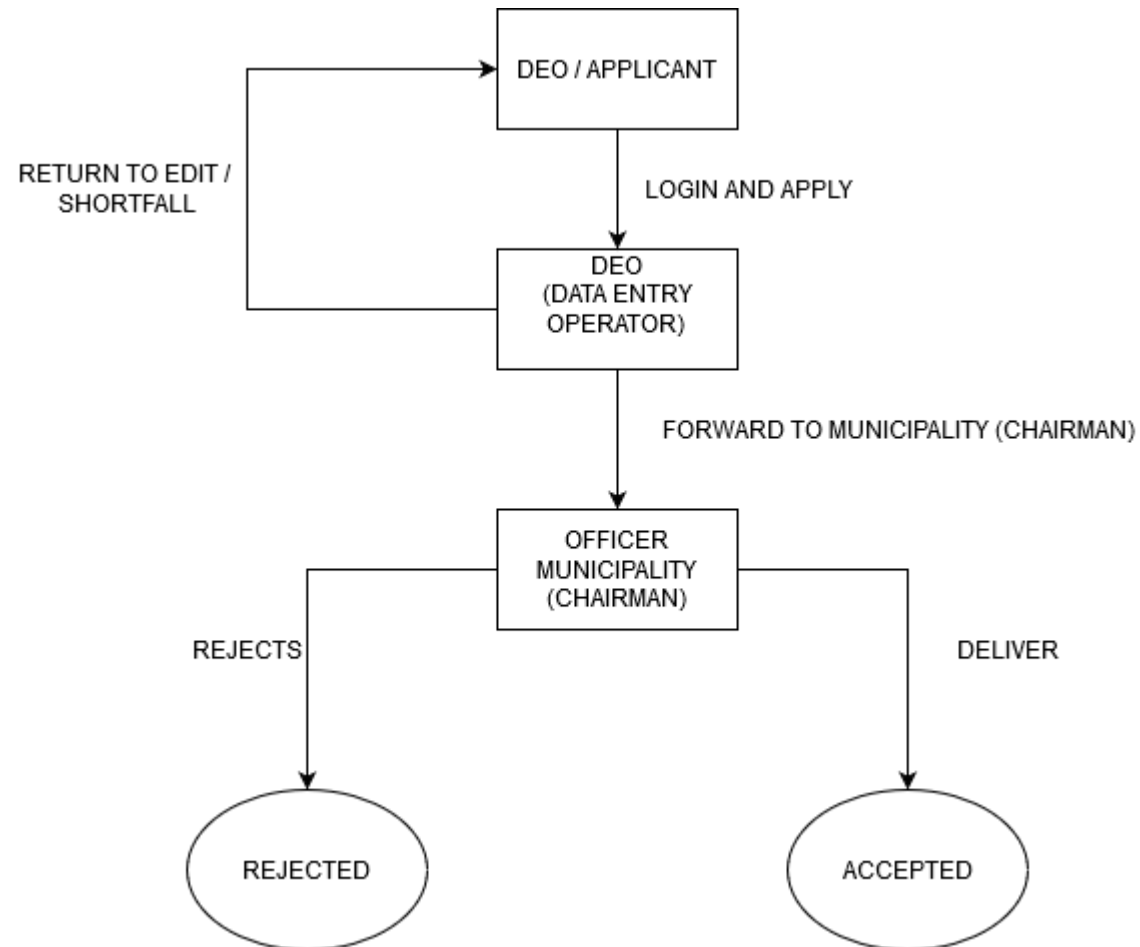 DEO / APPLICANT
RETURN TO EDIT /
SHORTFALL
LOGIN AND APPLY
DEO
(DATA ENTRY
OPERATOR)
FORWARD TO MUNICIPALITY (CHAIRMAN)
OFFICER
MUNICIPALITY
(CHAIRMAN)
REJECTS
DELIVER
REJECTED
ACCEPTED